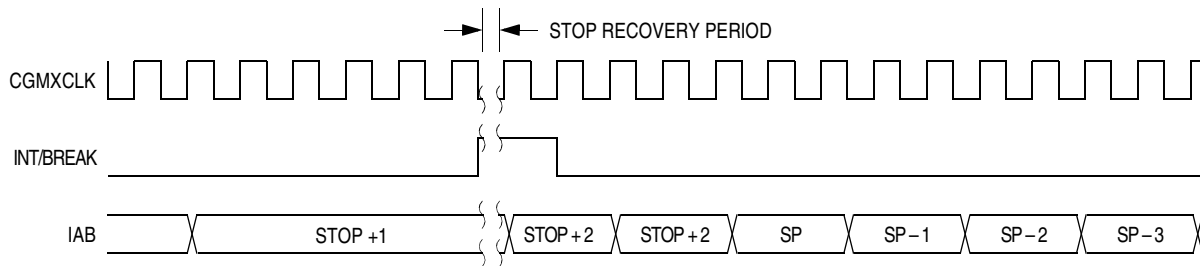 STOP RECOVERY PERIOD
CGMXCLK
INT/BREAK
IAB STOP +1 STOP + 2 STOP + 2 SP SP – 1 SP – 2 SP – 3